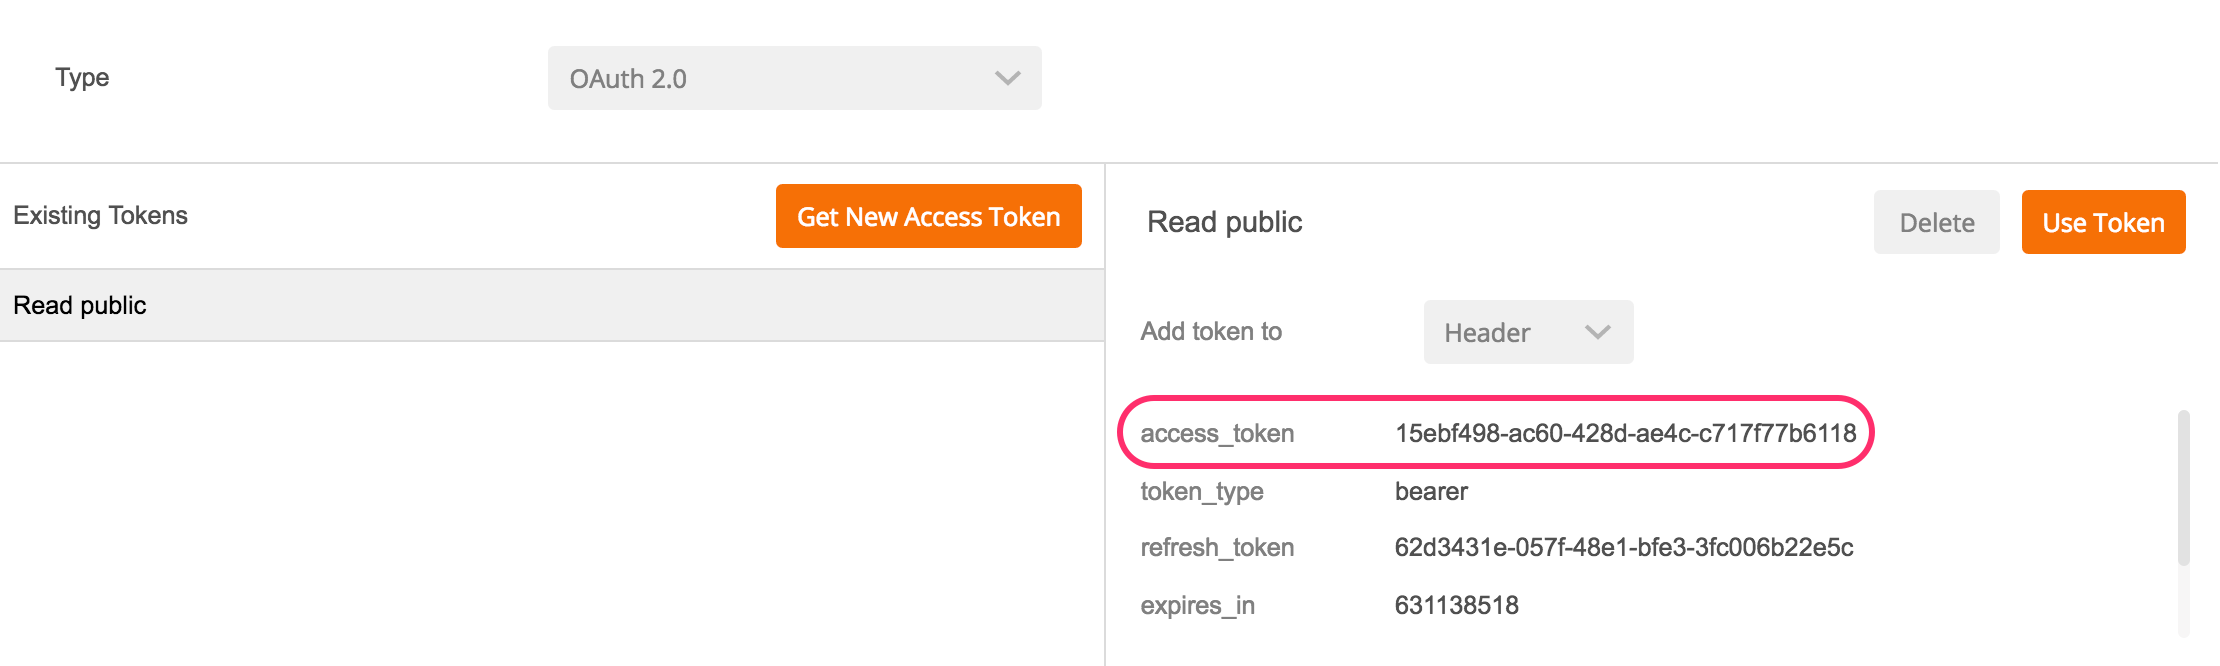 Type
OAuth 2.0
Existing Tokens
Get New Access Token
Read public
Read public
Delete
Use Token
Add token to
Header
access_token 15ebf498-ac60-428d-ae4c-c717f77b6118
token_type bearer
refresh_token 62d3431e-057f-48e1-bfe3-3fc006b22e5c
expires_in 631138518